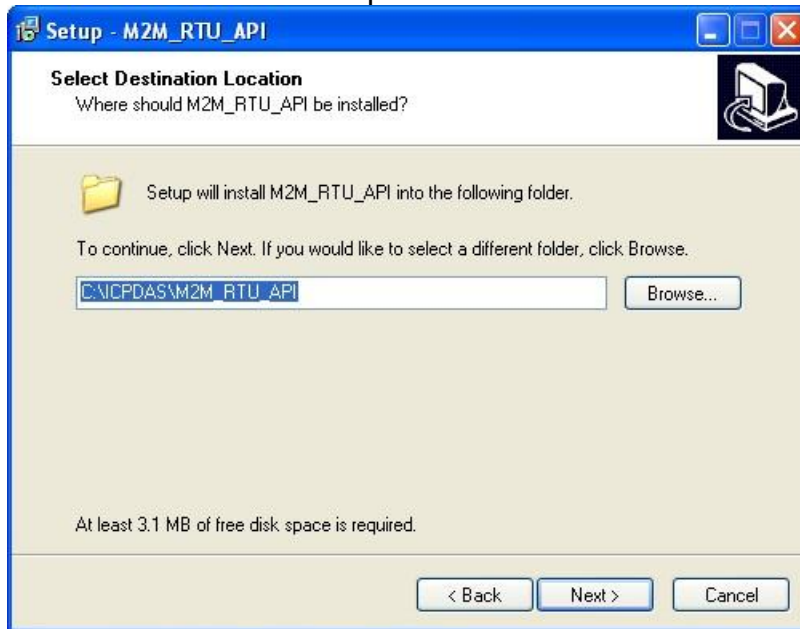 Setup - M2M_RTU_API
Select Destination Location
Where should M2M_RTU_API be installed?
Setup will install M2M_RTU_API into the following folder.
To continue, click Next. If you would like to select a different folder, click Browse.
C:\ICPDAS\M2M_RTU_API
Browse...
At least 3.1 MB of free disk space is required.
< Back
Next >
Cancel